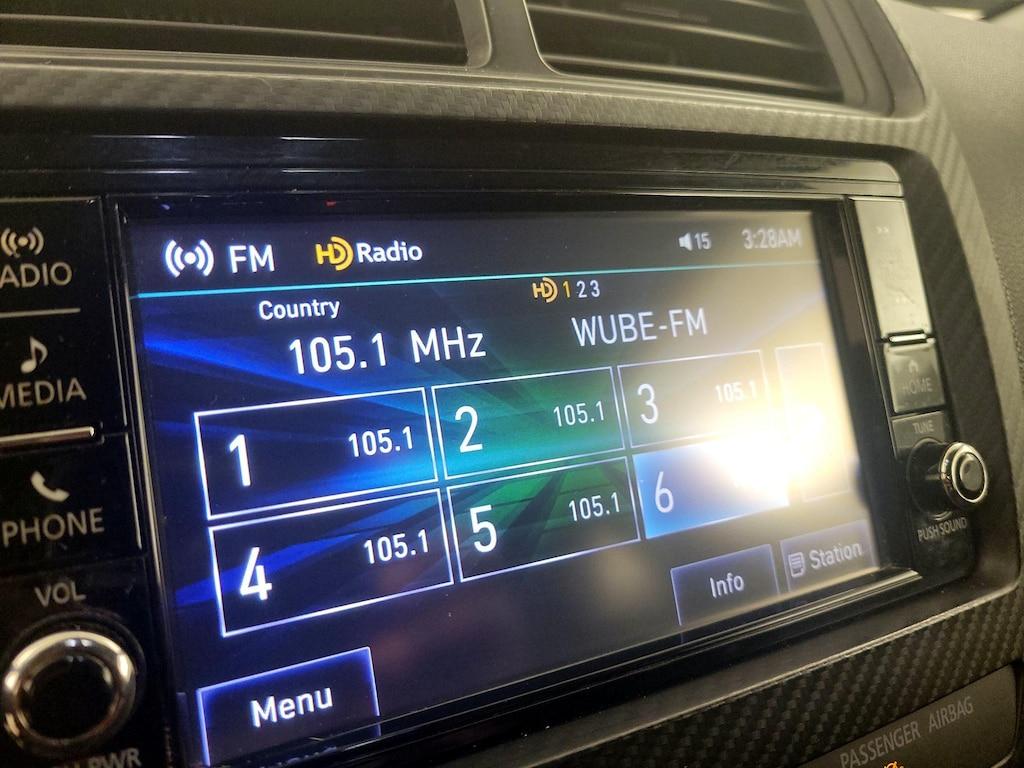 FM HD Radio 15 3:28AM
Country HD 1 2 3
105.1 MHz WUBE-FM
1 105.1 2 105.1 3 105.1
4 105.1 5 105.1 6
Info Station
Menu
ADIO
MEDIA
PHONE
VOL
PWR
HOME
TUNE
PUSH SOUND
PASSENGER AIRBAG